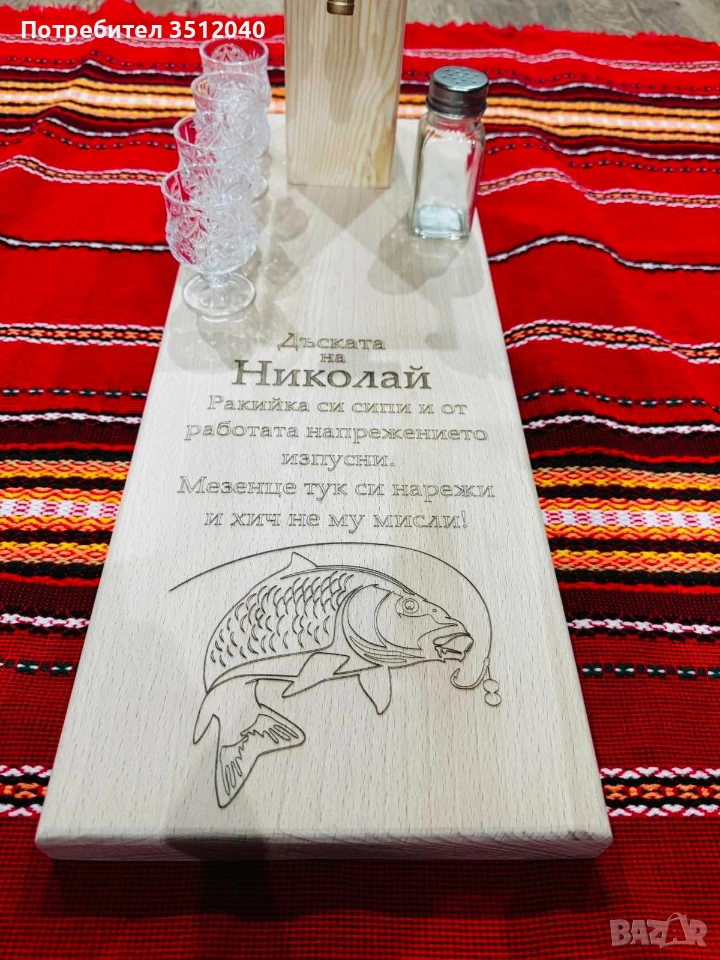 Потребител 3512040
Дъската
на
Николай
Ракийка си сипи и от
работата напрежението
изпусни.
Мезенце тук си нарежи
и хич не му мисли!
BAZAR